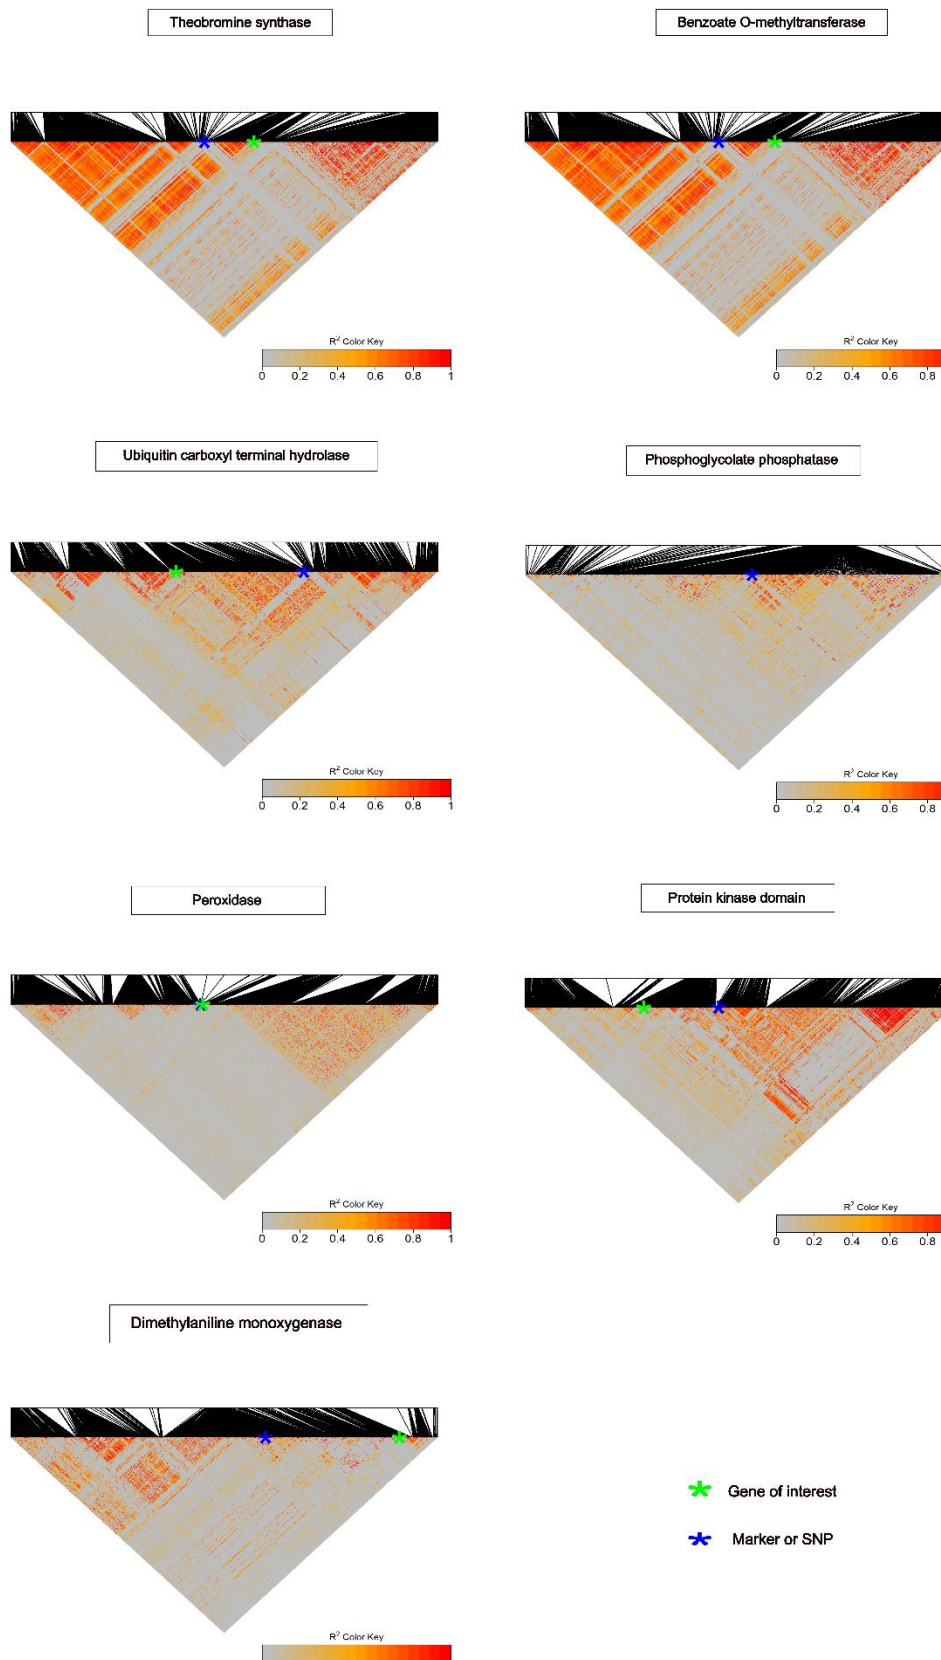 Theobromine synthase
Benzoate O-methyltransferase
R² Color Key
0 0.2 0.4 0.6 0.8 1
R² Color Key
0 0.2 0.4 0.6 0.8
Ubiquitin carboxyl terminal hydrolase
Phosphoglycolate phosphatase
R² Color Key
0 0.2 0.4 0.6 0.8 1
R² Color Key
0 0.2 0.4 0.6 0.8
Peroxidase
Protein kinase domain
R² Color Key
0 0.2 0.4 0.6 0.8 1
R² Color Key
0 0.2 0.4 0.6 0.8
Dimethylaniline monoxygenase
Gene of interest
Marker or SNP
R² Color Key